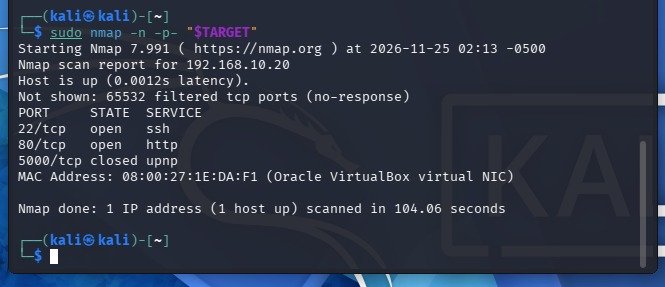 ┌──(kali㉿kali)-[~]
└─$ sudo nmap -n -p- "$TARGET"
Starting Nmap 7.991 ( https://nmap.org ) at 2026-11-25 02:13 -0500
Nmap scan report for 192.168.10.20
Host is up (0.0012s latency).
Not shown: 65532 filtered tcp ports (no-response)
PORT     STATE  SERVICE
22/tcp   open   ssh
80/tcp   open   http
5000/tcp closed upnp
MAC Address: 08:00:27:1E:DA:F1 (Oracle VirtualBox virtual NIC)

Nmap done: 1 IP address (1 host up) scanned in 104.06 seconds

┌──(kali㉿kali)-[~]
└─$
KAL